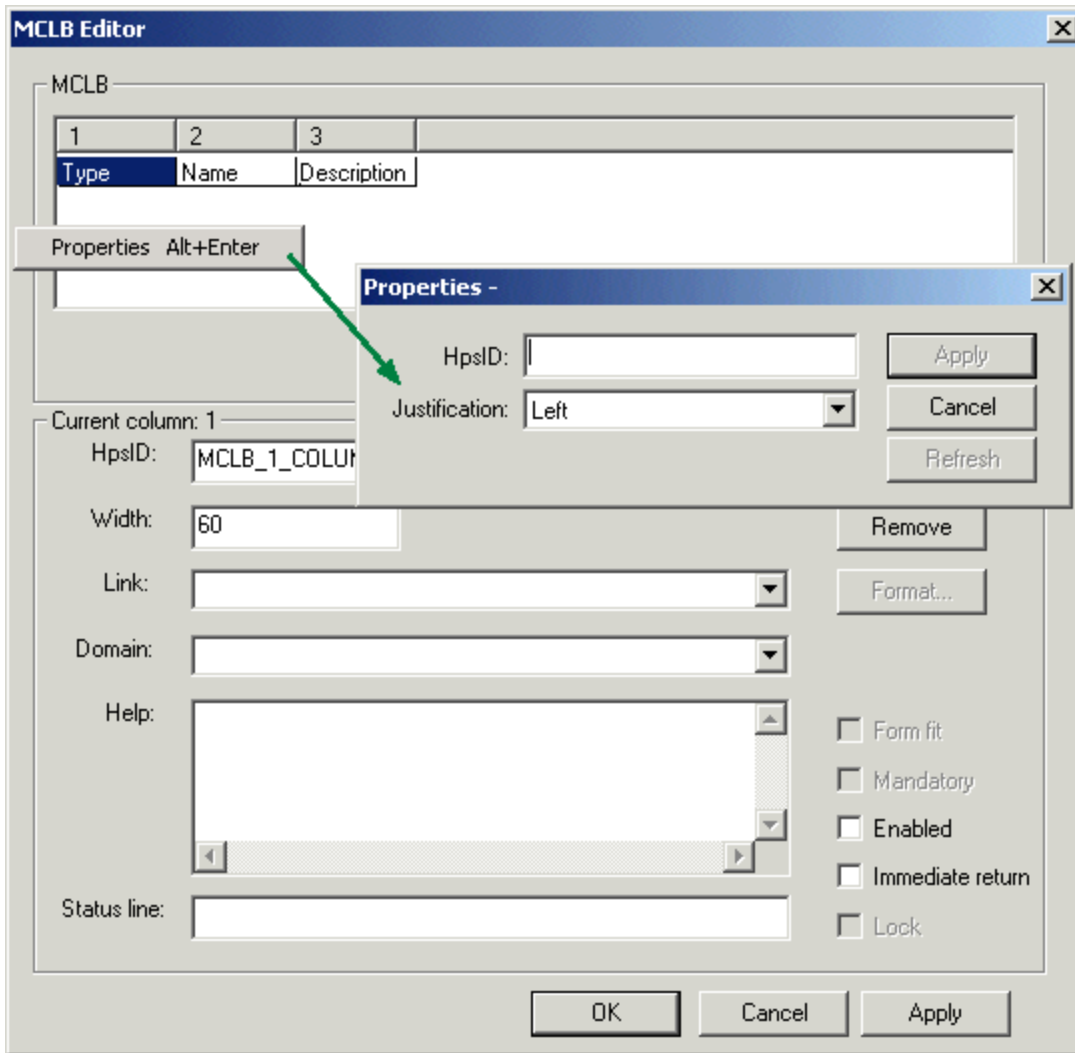 MCLB Editor
MCLB
1 2 3
Type Name Description
Properties Alt+Enter
Properties -
HpsID:
Apply
Justification: Left
Cancel
Refresh
Current column: 1
HpsID: MCLB_1_COLU
Width: 60
Remove
Link:
Format...
Domain:
Help:
Form fit
Mandatory
Enabled
Immediate return
Status line:
Lock
OK Cancel Apply